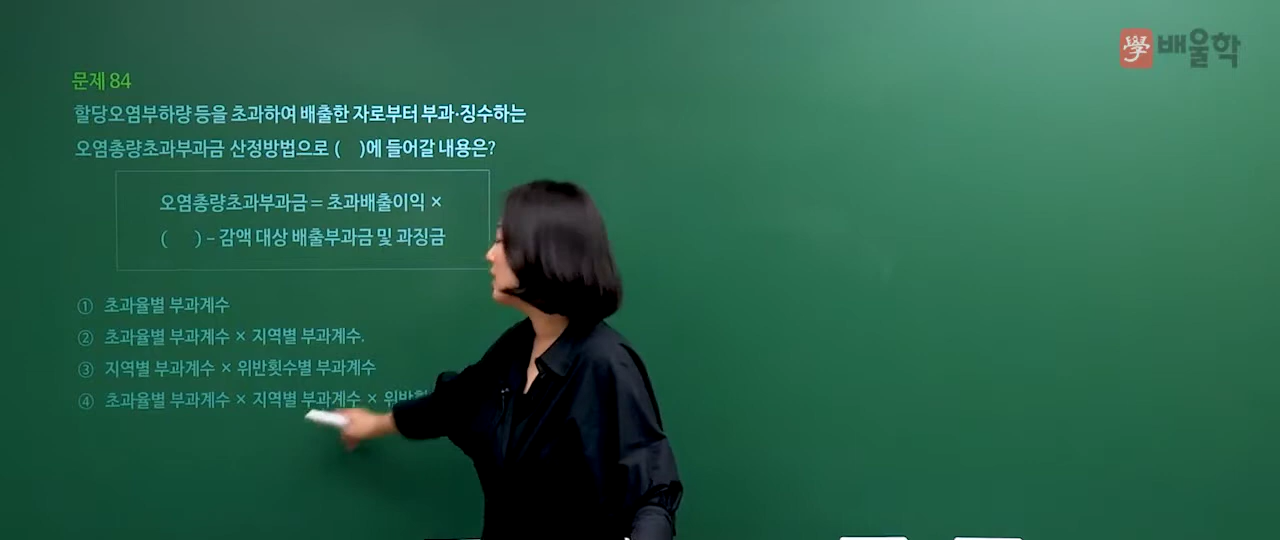 學 배울학
문제 84
할당오염부하량 등을 초과하여 배출한 자로부터 부과·징수하는
오염총량초과부과금 산정방법으로 ( )에 들어갈 내용은?
오염총량초과부과금 = 초과배출이익 ×
( ) – 감액 대상 배출부과금 및 과징금
① 초과율별 부과계수
② 초과율별 부과계수 × 지역별 부과계수.
③ 지역별 부과계수 × 위반횟수별 부과계수
④ 초과율별 부과계수 × 지역별 부과계수 ×